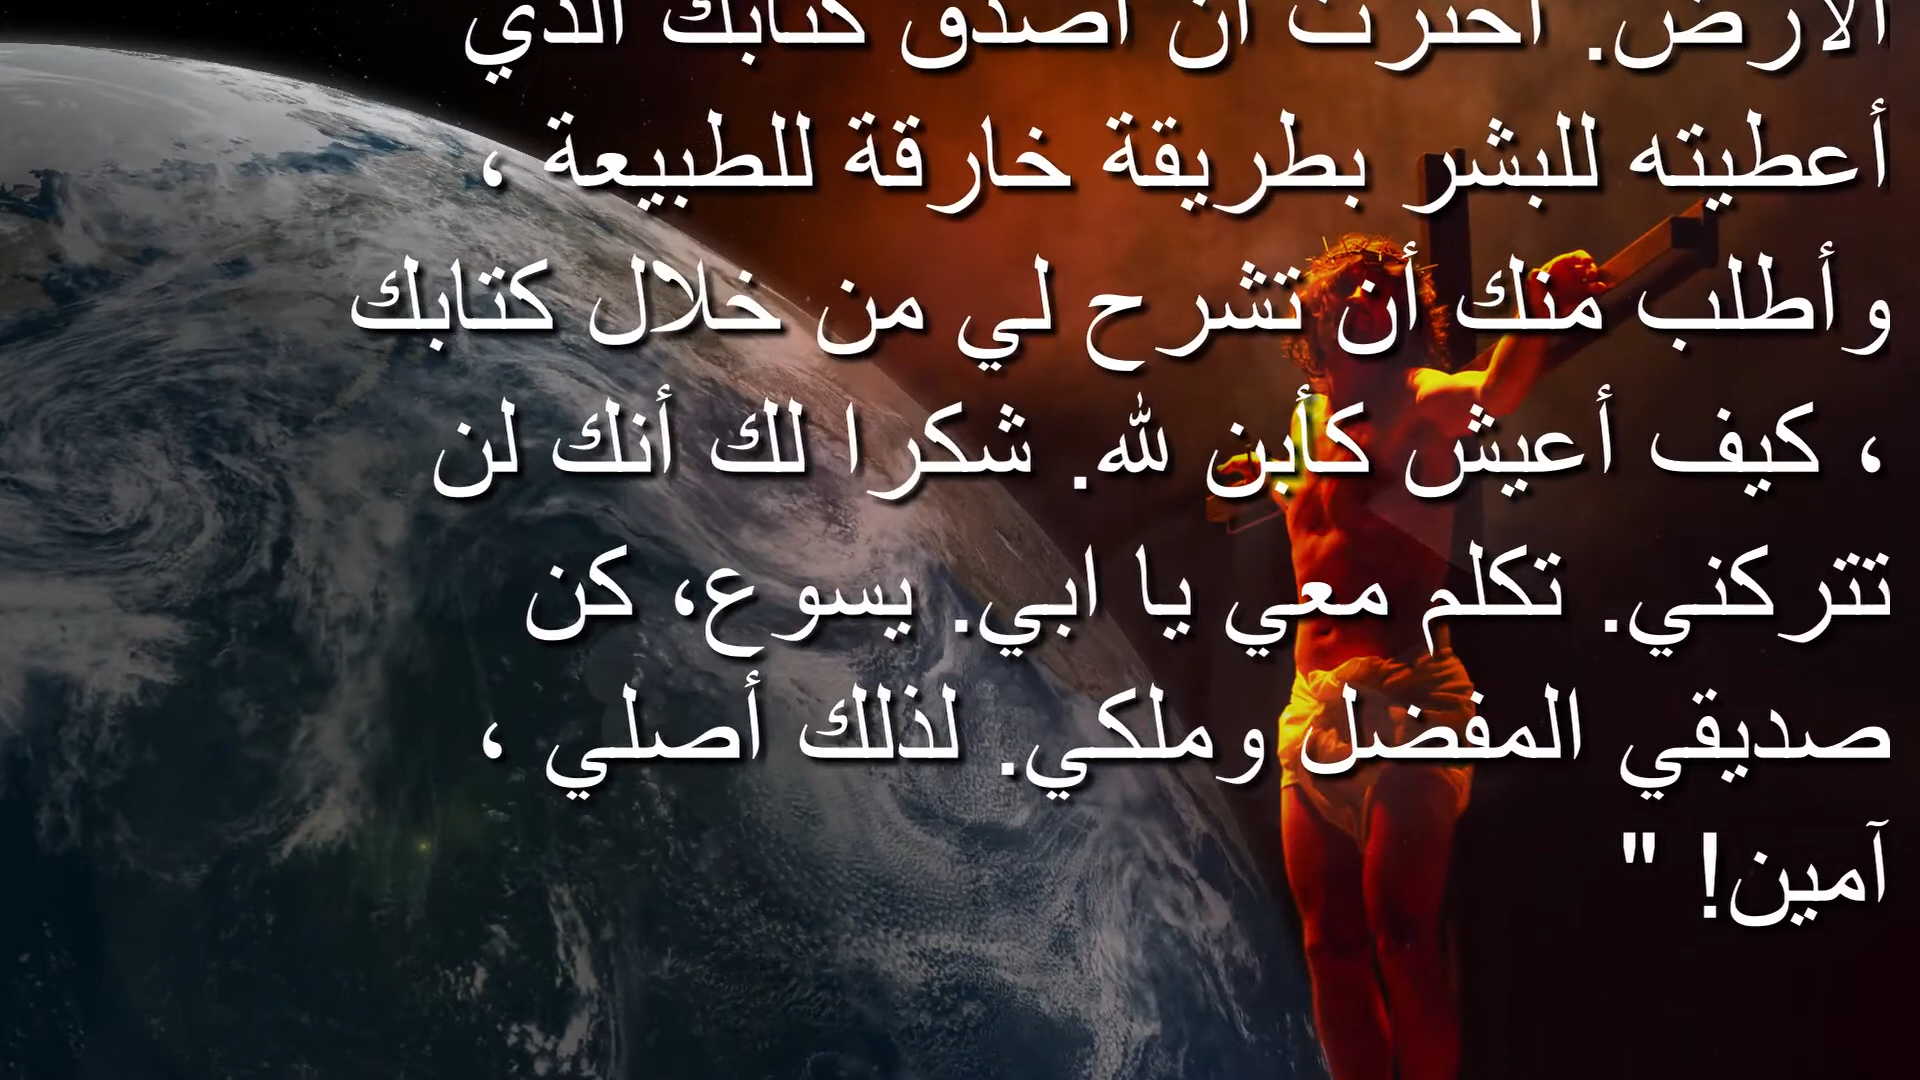 الأرض. اخترت أن أصدق كتابك الذي
أعطيته للبشر بطريقة خارقة للطبيعة ،
وأطلب منك أن تشرح لي من خلال كتابك
، كيف أعيش كأبن لله. شكرا لك أنك لن
تتركني. تكلم معي يا ابي. يسوع، كن
صديقي المفضل وملكي. لذلك أصلي ،
آمين! "